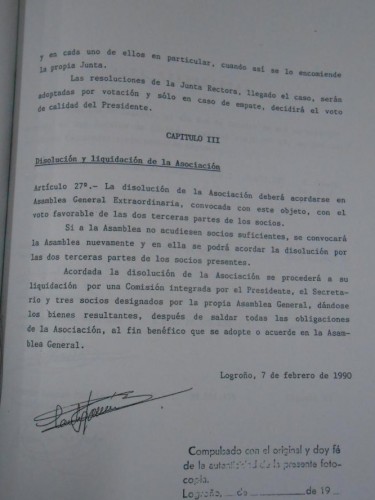 y en cada uno de ellos en particular, cuando así se lo encomiende
la propia Junta.
Las resoluciones de la Junta Rectora, llegado el caso, serán
adoptadas por votación y sólo en caso de empate, decidirá el voto
de calidad del Presidente.
CAPITULO III
Disolución y liquidación de la Asociación
Artículo 27º.- La disolución de la Asociación deberá acordarse en
Asamblea General Extraordinaria, convocada con este objeto, con el
voto favorable de las dos terceras partes de los socios.
Si a la Asamblea no acudiesen socios suficientes, se convocará
la Asamblea nuevamente y en ella se podrá acordar la disolución por
las dos terceras partes de los socios presentes.
Acordada la disolución de la Asociación se procederá a su
liquidación por una Comisión integrada por el Presidente, el Secreta-
rio y tres socios designados por la propia Asamblea General, dándose
los bienes resultantes, después de saldar todas las obligaciones
de la Asociación, al fin benéfico que se adopte o acuerde en la Asam-
blea General.
Logroño, 7 de febrero de 1990
Compulsado con el original y doy fé
de la autenticidad de la presente foto-
copia.
Logroño, de de 19